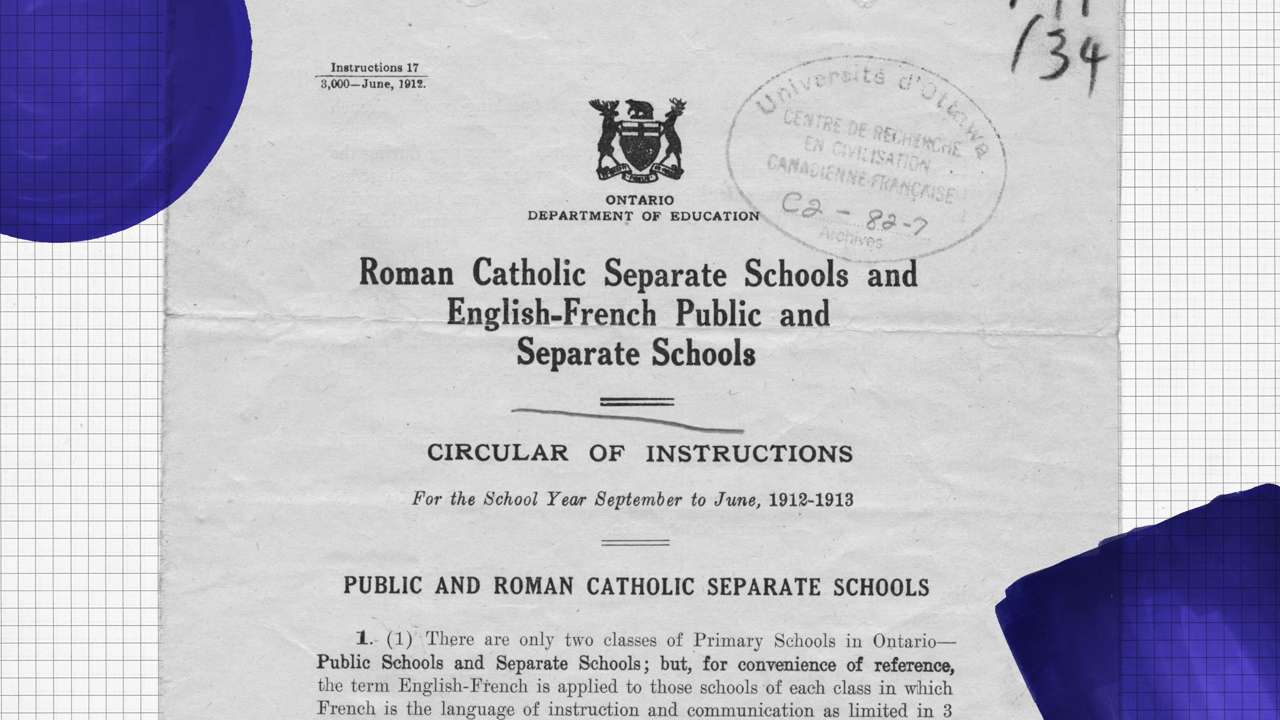 Instructions 17
3,000—June, 1912.
134
Université d'Ottawa
CENTRE DE RECHERCHE
EN CIVILISATION
CANADIENNE-FRANÇAISE
C2 - 82-7
Archives
ONTARIO
DEPARTMENT OF EDUCATION
Roman Catholic Separate Schools and
English-French Public and
Separate Schools
CIRCULAR OF INSTRUCTIONS
For the School Year September to June, 1912-1913
PUBLIC AND ROMAN CATHOLIC SEPARATE SCHOOLS
1. (1) There are only two classes of Primary Schools in Ontario—
Public Schools and Separate Schools; but, for convenience of reference,
the term English-French is applied to those schools of each class in which
French is the language of instruction and communication as limited in 3